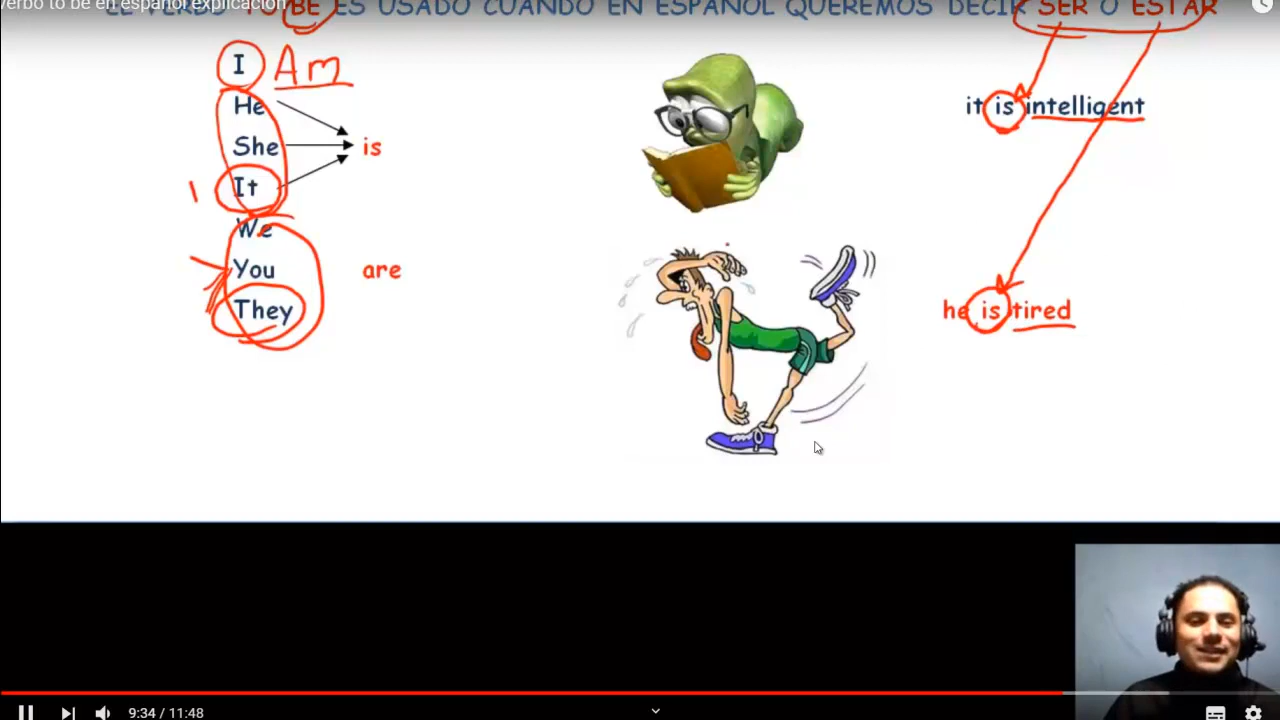 verbo to be en español explicación
EL VERBO TO BE ES USADO CUANDO EN ESPAÑOL QUEREMOS DECIR SER O ESTAR
I Am
He
it is intelligent
She
is
It
We
You
are
They
he is tired
9:34 / 11:48